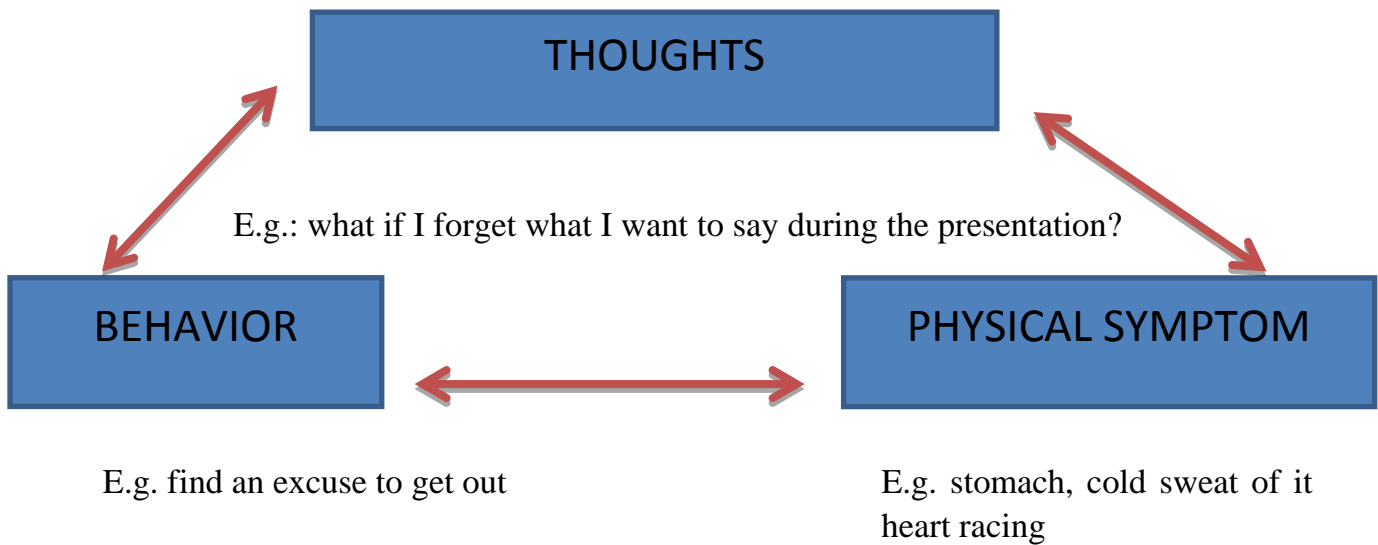 THOUGHTS
E.g.: what if I forget what I want to say during the presentation?
BEHAVIOR
PHYSICAL SYMPTOM
E.g. find an excuse to get out
E.g. stomach, cold sweat of it
heart racing